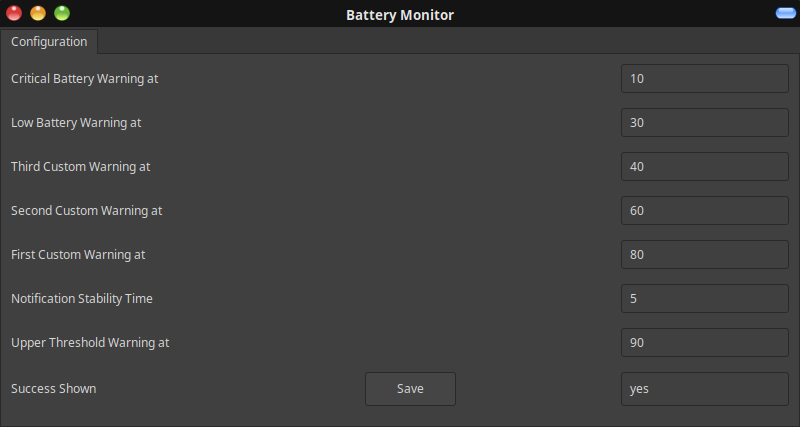 Battery Monitor
Configuration
Critical Battery Warning at 10
Low Battery Warning at 30
Third Custom Warning at 40
Second Custom Warning at 60
First Custom Warning at 80
Notification Stability Time 5
Upper Threshold Warning at 90
Success Shown Save yes